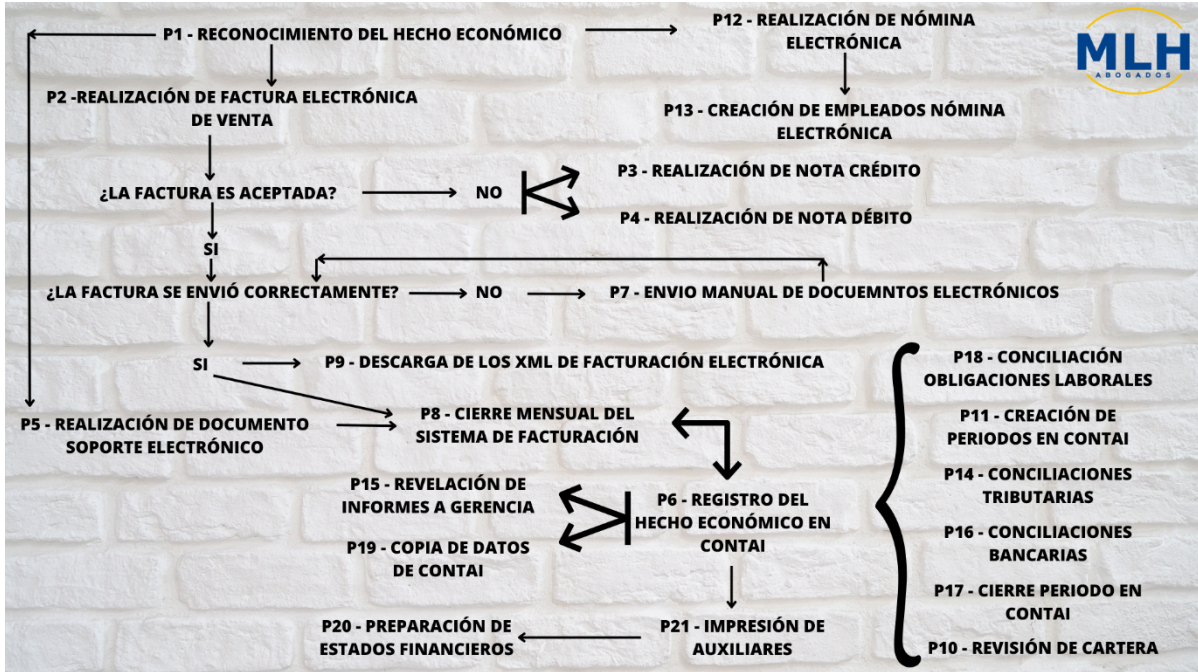 P1 - RECONOCIMIENTO DEL HECHO ECONÓMICO
P12 - REALIZACIÓN DE NÓMINA
ELECTRÓNICA
MLH
ABOGADOS
P2 -REALIZACIÓN DE FACTURA ELECTRÓNICA
DE VENTA
P13 - CREACIÓN DE EMPLEADOS NÓMINA
ELECTRÓNICA
¿LA FACTURA ES ACEPTADA?
NO
P3 - REALIZACIÓN DE NOTA CRÉDITO
P4 - REALIZACIÓN DE NOTA DÉBITO
SI
¿LA FACTURA SE ENVIÓ CORRECTAMENTE?
NO
P7 - ENVIO MANUAL DE DOCUEMNTOS ELECTRÓNICOS
SI
P9 - DESCARGA DE LOS XML DE FACTURACIÓN ELECTRÓNICA
P5 - REALIZACIÓN DE DOCUMENTO
SOPORTE ELECTRÓNICO
P8 - CIERRE MENSUAL DEL
SISTEMA DE FACTURACIÓN
P15 - REVELACIÓN DE
INFORMES A GERENCIA
P6 - REGISTRO DEL
HECHO ECONÓMICO EN
CONTAI
P19 - COPIA DE DATOS
DE CONTAI
P20 - PREPARACIÓN DE
ESTADOS FINANCIEROS
P21 - IMPRESIÓN DE
AUXILIARES
P18 - CONCILIACIÓN
OBLIGACIONES LABORALES
P11 - CREACIÓN DE
PERIODOS EN CONTAI
P14 - CONCILIACIONES
TRIBUTARIAS
P16 - CONCILIACIONES
BANCARIAS
P17 - CIERRE PERIODO EN
CONTAI
P10 - REVISIÓN DE CARTERA